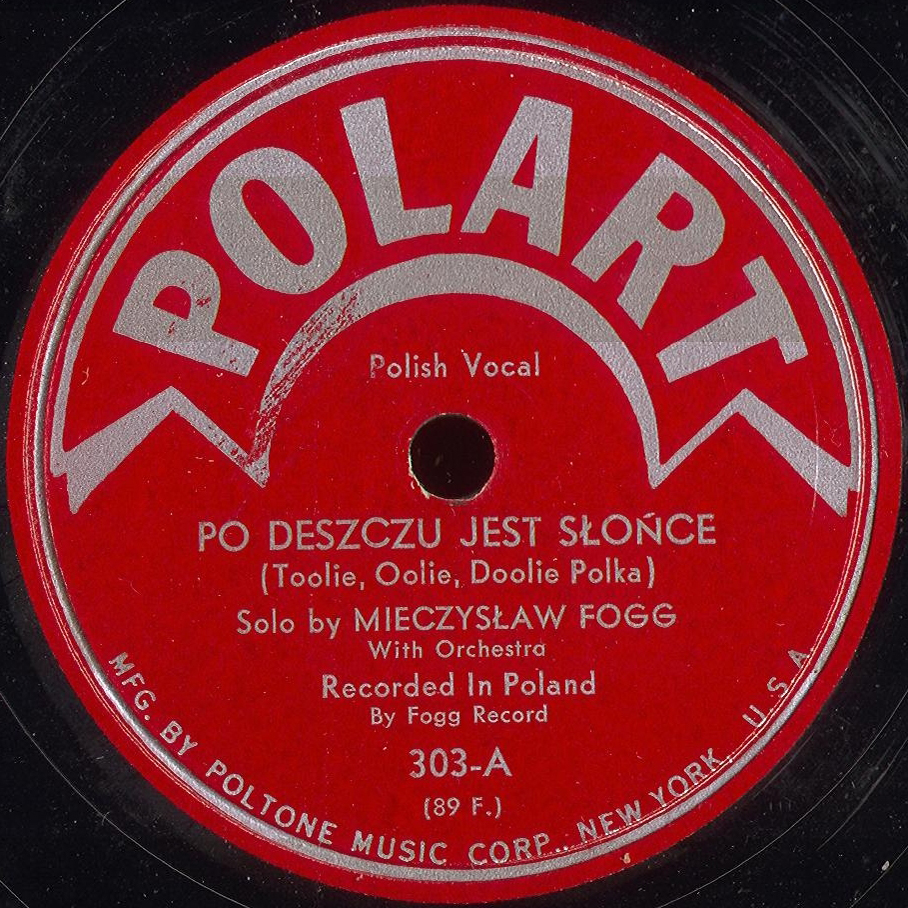 POLART
Polish Vocal
PO DESZCZU JEST SŁOŃCE
(Toolie, Oolie, Doolie Polka)
Solo by MIECZYSŁAW FOGG
With Orchestra
Recorded In Poland
By Fogg Record
303-A
(89 F.)
MFG. BY POLTONE MUSIC CORP., NEW YORK, U.S.A.